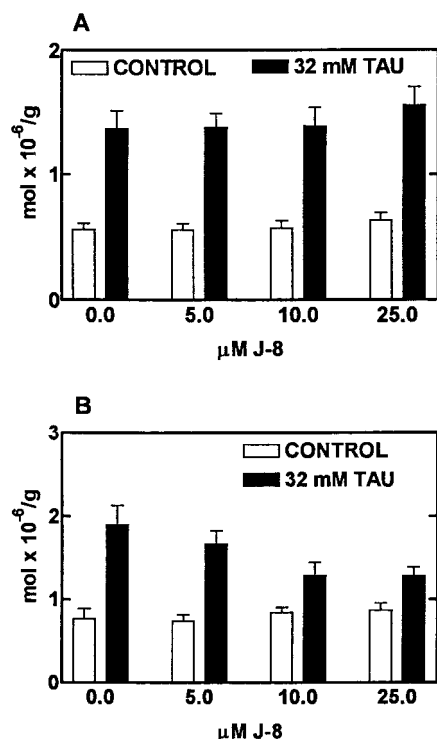 A
CONTROL 32 mM TAU
mol x 10⁻⁶/g
2
1
0
0.0 5.0 10.0 25.0
µM J-8
B
CONTROL
32 mM TAU
mol x 10⁻⁶/g
3
2
1
0
0.0 5.0 10.0 25.0
µM J-8